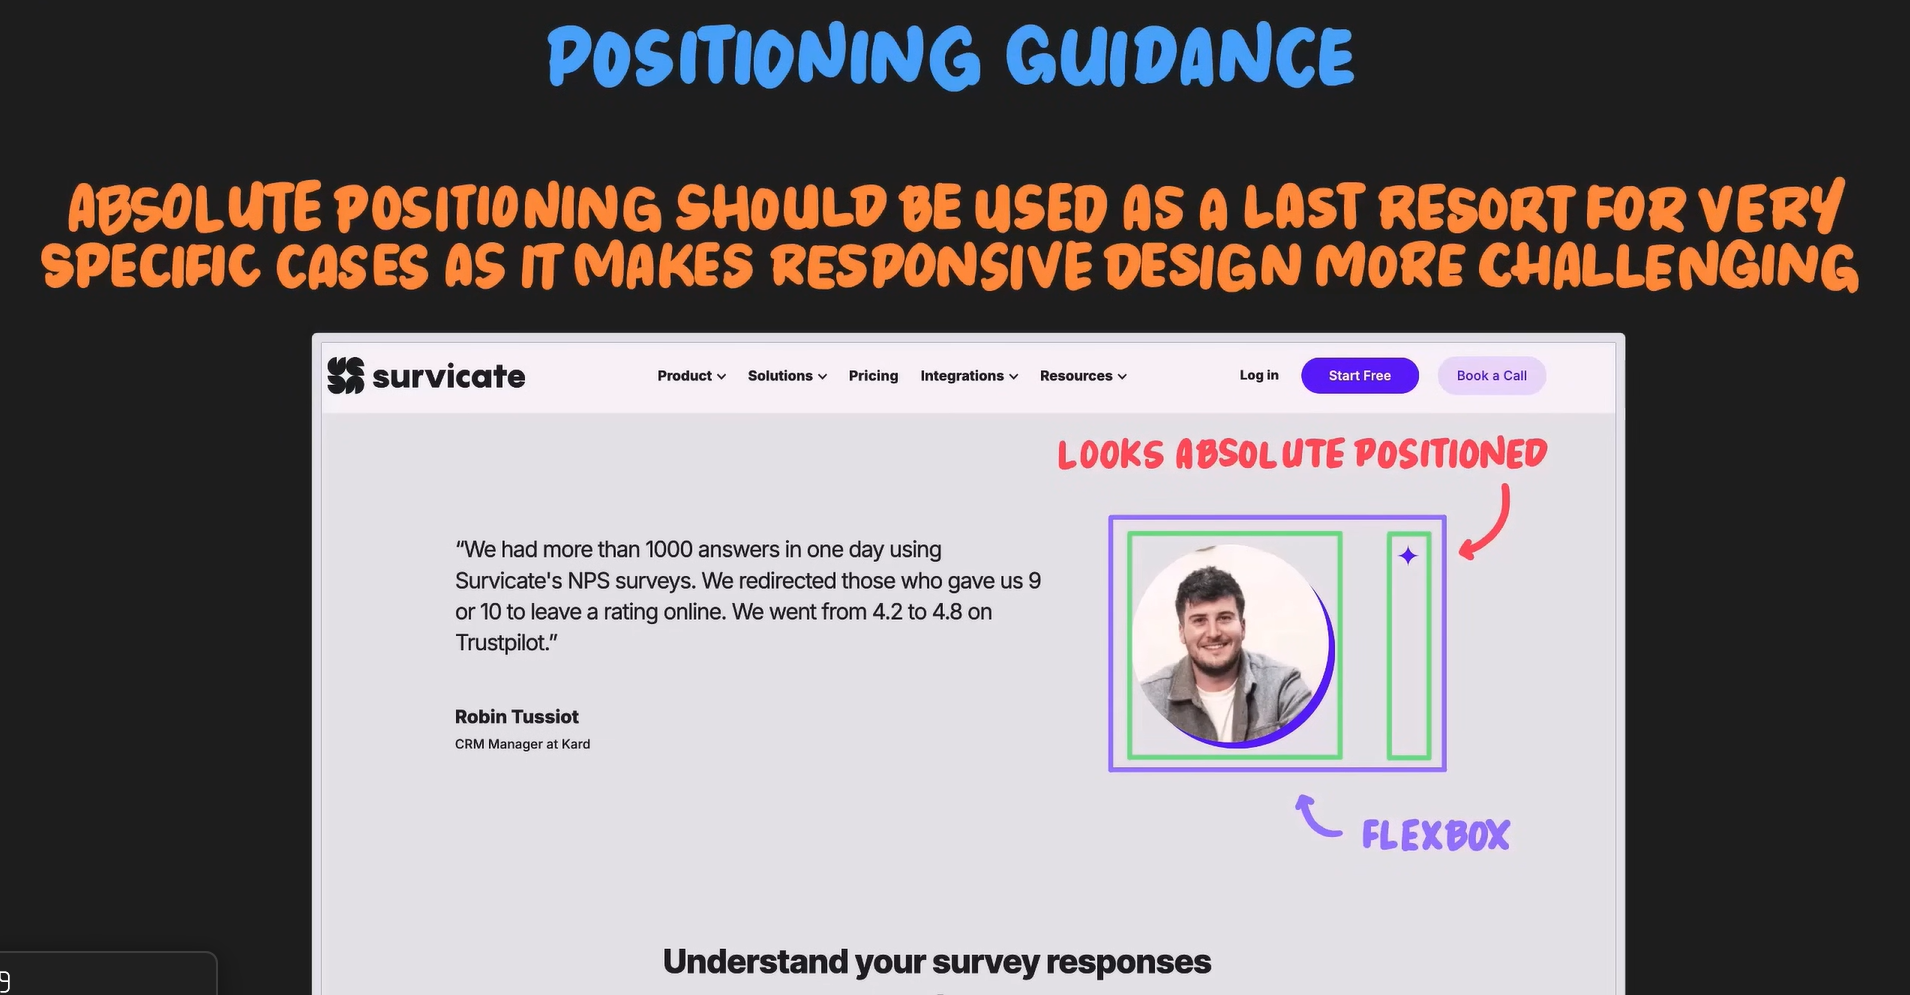 POSITIONING GUIDANCE
ABSOLUTE POSITIONING SHOULD BE USED AS A LAST RESORT FOR VERY
SPECIFIC CASES AS IT MAKES RESPONSIVE DESIGN MORE CHALLENGING
survicate
Product
Solutions
Pricing
Integrations
Resources
Log in
Start Free
Book a Call
LOOKS ABSOLUTE POSITIONED
“We had more than 1000 answers in one day using
Survicate's NPS surveys. We redirected those who gave us 9
or 10 to leave a rating online. We went from 4.2 to 4.8 on
Trustpilot.”
Robin Tussiot
CRM Manager at Kard
FLEXBOX
Understand your survey responses